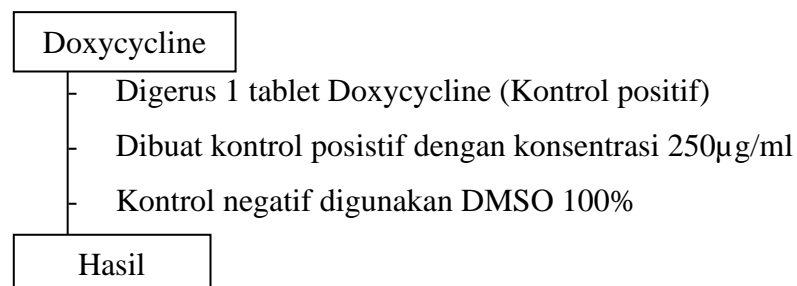 Doxycycline
- Digerus 1 tablet Doxycycline (Kontrol positif)
- Dibuat kontrol posistif dengan konsentrasi 250µg/ml
- Kontrol negatif digunakan DMSO 100%
Hasil